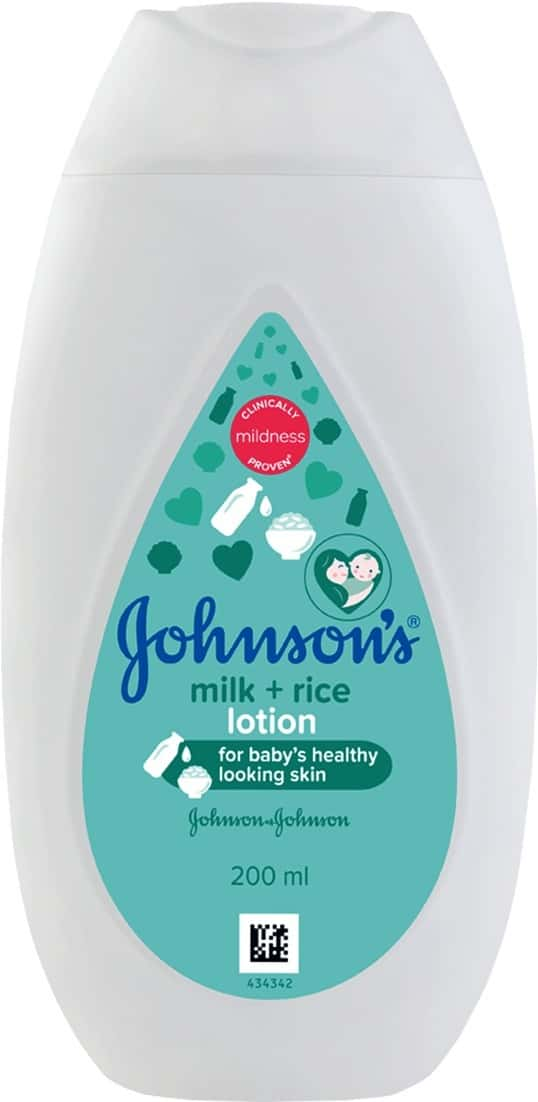 CLINICALLY
mildness
PROVEN*
Johnson's®
milk + rice
lotion
for baby's healthy
looking skin
Johnson&Johnson
200 ml
434342